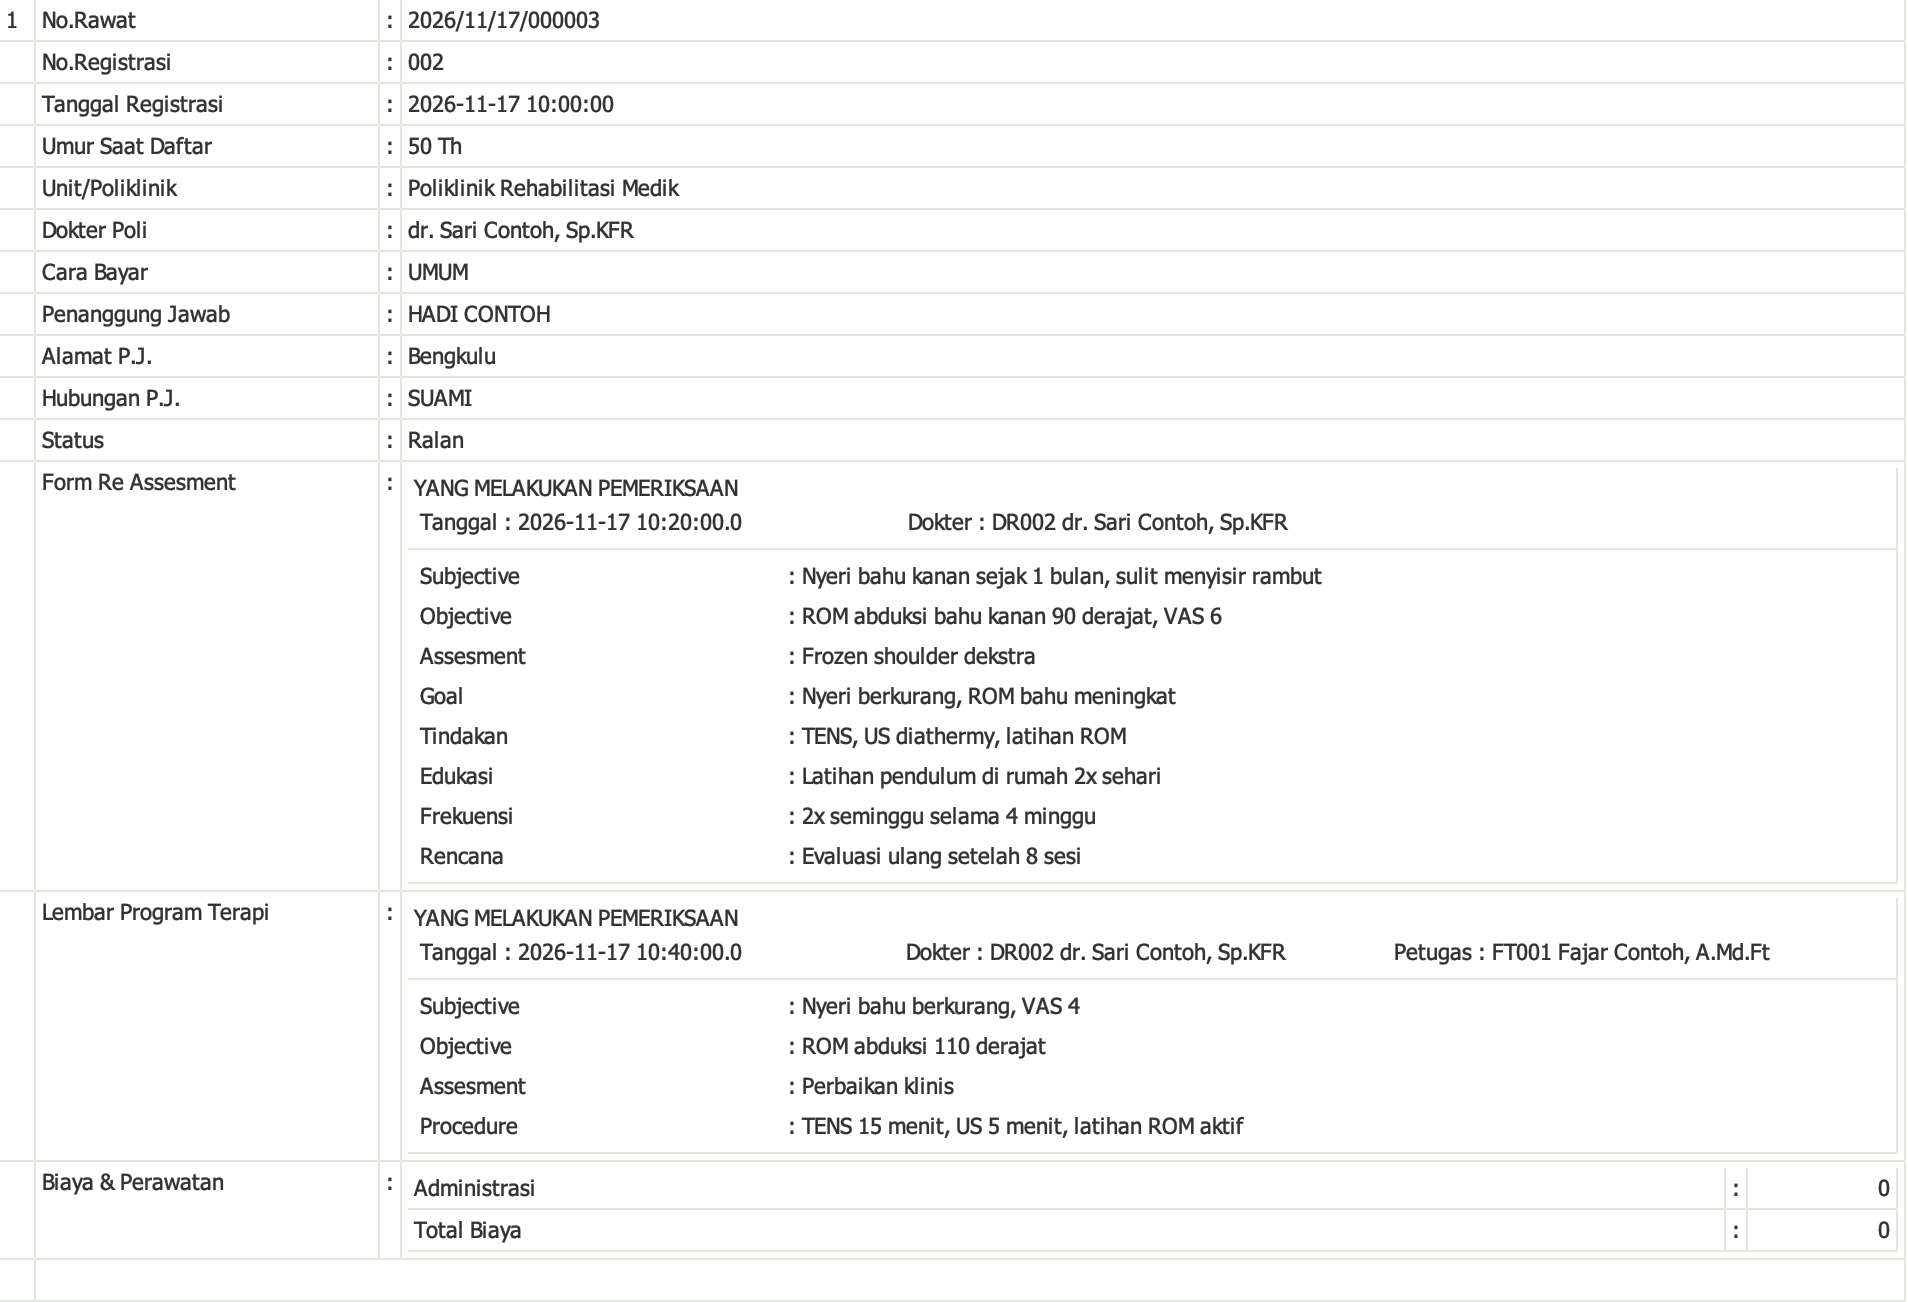 1 No.Rawat : 2026/11/17/000003
No.Registrasi : 002
Tanggal Registrasi : 2026-11-17 10:00:00
Umur Saat Daftar : 50 Th
Unit/Poliklinik : Poliklinik Rehabilitasi Medik
Dokter Poli : dr. Sari Contoh, Sp.KFR
Cara Bayar : UMUM
Penanggung Jawab : HADI CONTOH
Alamat P.J. : Bengkulu
Hubungan P.J. : SUAMI
Status : Ralan
Form Re Assesment : YANG MELAKUKAN PEMERIKSAAN
Tanggal : 2026-11-17 10:20:00.0 Dokter : DR002 dr. Sari Contoh, Sp.KFR
Subjective : Nyeri bahu kanan sejak 1 bulan, sulit menyisir rambut
Objective : ROM abduksi bahu kanan 90 derajat, VAS 6
Assesment : Frozen shoulder dekstra
Goal : Nyeri berkurang, ROM bahu meningkat
Tindakan : TENS, US diathermy, latihan ROM
Edukasi : Latihan pendulum di rumah 2x sehari
Frekuensi : 2x seminggu selama 4 minggu
Rencana : Evaluasi ulang setelah 8 sesi
Lembar Program Terapi : YANG MELAKUKAN PEMERIKSAAN
Tanggal : 2026-11-17 10:40:00.0 Dokter : DR002 dr. Sari Contoh, Sp.KFR Petugas : FT001 Fajar Contoh, A.Md.Ft
Subjective : Nyeri bahu berkurang, VAS 4
Objective : ROM abduksi 110 derajat
Assesment : Perbaikan klinis
Procedure : TENS 15 menit, US 5 menit, latihan ROM aktif
Biaya & Perawatan : Administrasi : 0
Total Biaya : 0